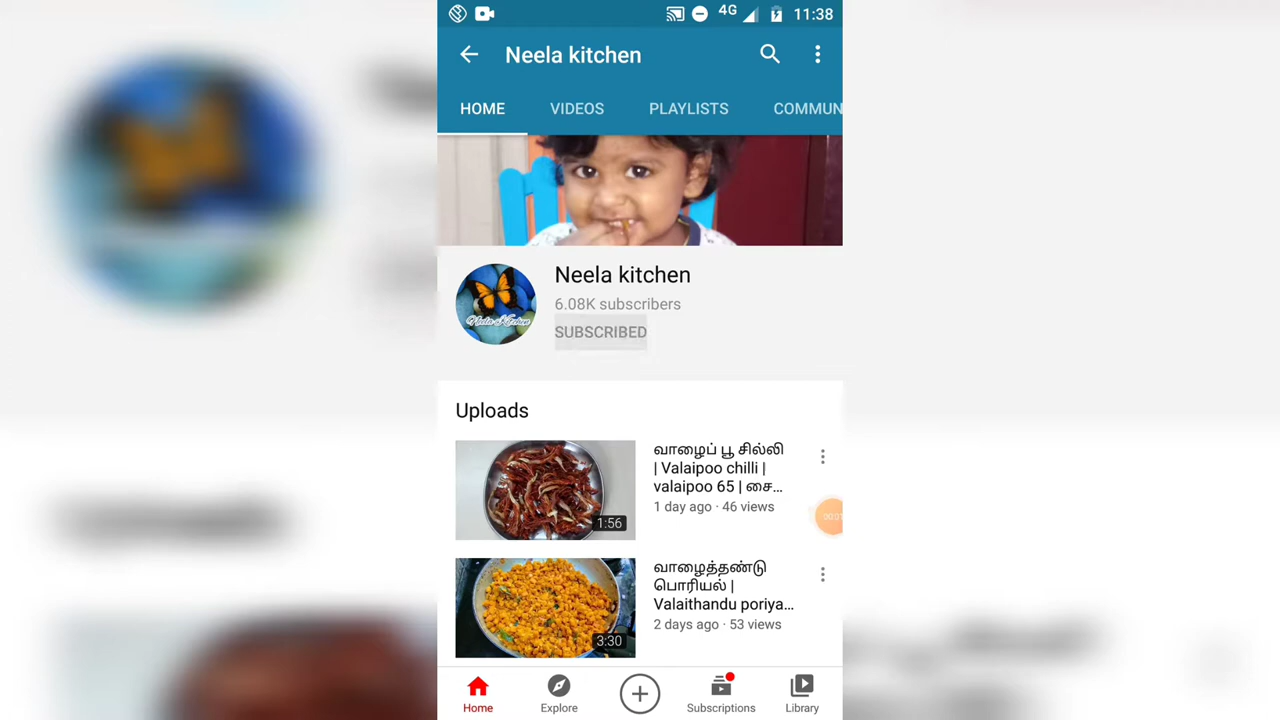 4G 11:38
Neela kitchen
HOME VIDEOS PLAYLISTS COMMUN
Neela kitchen
6.08K subscribers
SUBSCRIBED
Neela Kitchen
Uploads
வாழைப் பூ சில்லி
| Valaipoo chilli |
valaipoo 65 | சை...
1 day ago · 46 views
1:56
வாழைத்தண்டு
பொரியல் |
Valaithandu poriya...
2 days ago · 53 views
3:30
Home Explore Subscriptions Library